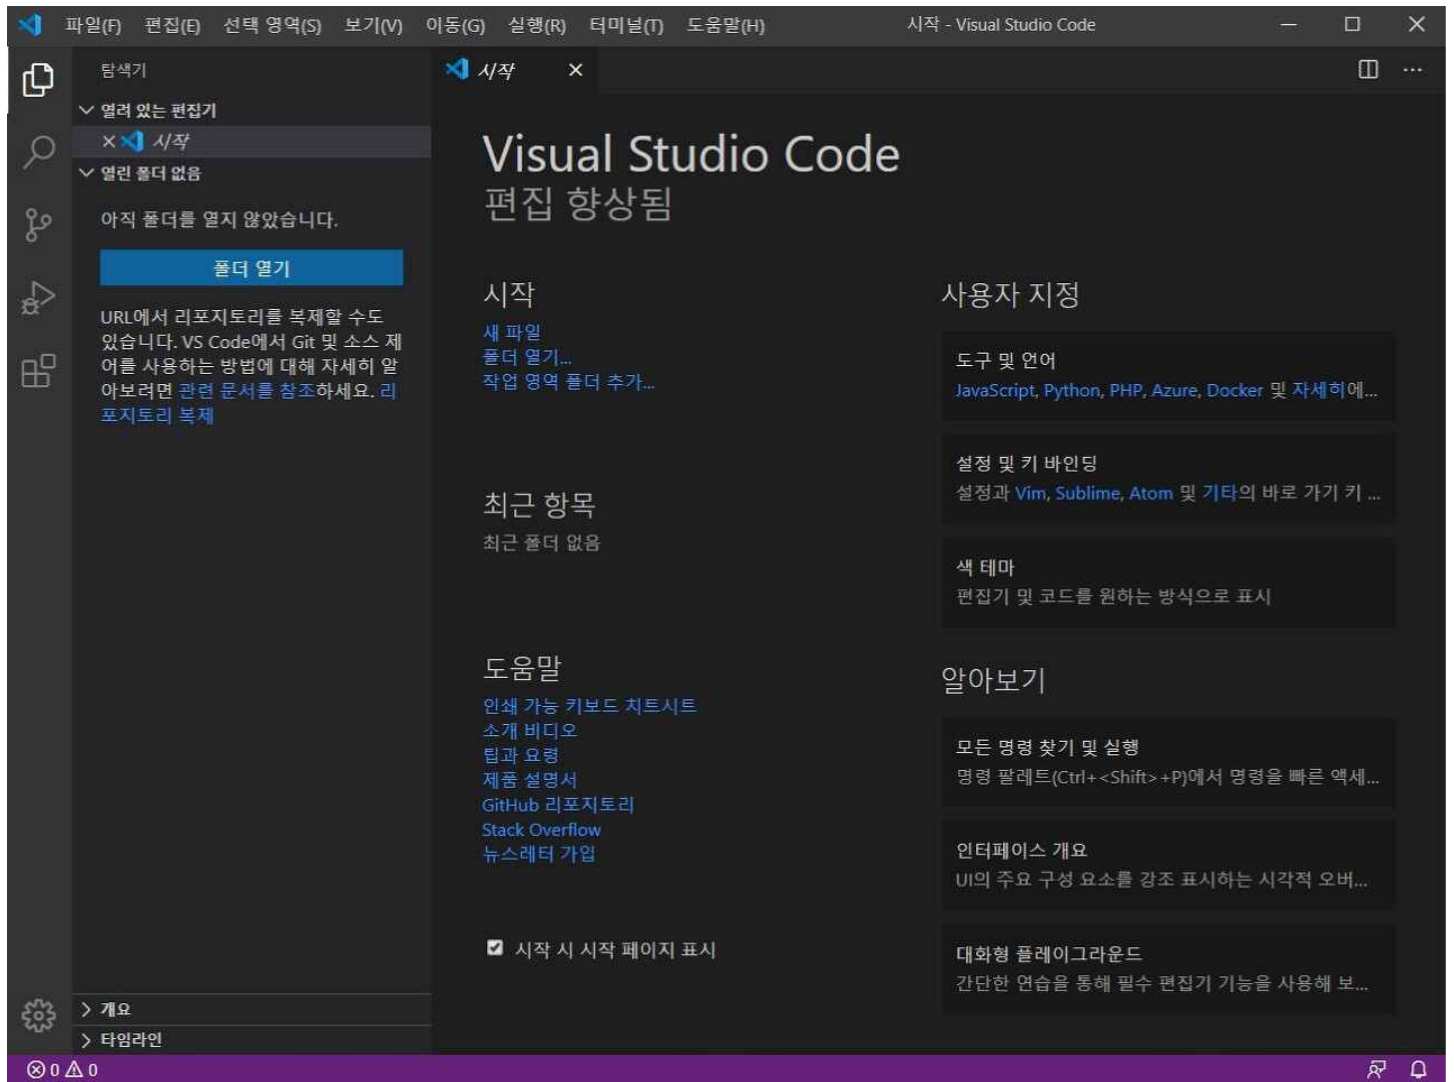 파일(F) 편집(E) 선택 영역(S) 보기(V) 이동(G) 실행(R) 터미널(T) 도움말(H) 시작 - Visual Studio Code
탐색기
열려 있는 편집기
시작
열린 폴더 없음
아직 폴더를 열지 않았습니다.
폴더 열기
URL에서 리포지토리를 복제할 수도
있습니다. VS Code에서 Git 및 소스 제
어를 사용하는 방법에 대해 자세히 알
아보려면 관련 문서를 참조하세요. 리
포지토리 복제
개요
타임라인
시작
Visual Studio Code
편집 향상됨
시작
새 파일
폴더 열기...
작업 영역 폴더 추가...
최근 항목
최근 폴더 없음
도움말
인쇄 가능 키보드 치트시트
소개 비디오
팁과 요령
제품 설명서
GitHub 리포지토리
Stack Overflow
뉴스레터 가입
시작 시 시작 페이지 표시
사용자 지정
도구 및 언어
JavaScript, Python, PHP, Azure, Docker 및 자세히에...
설정 및 키 바인딩
설정과 Vim, Sublime, Atom 및 기타의 바로 가기 키 ...
색 테마
편집기 및 코드를 원하는 방식으로 표시
알아보기
모든 명령 찾기 및 실행
명령 팔레트(Ctrl+<Shift>+P)에서 명령을 빠른 액세...
인터페이스 개요
UI의 주요 구성 요소를 강조 표시하는 시각적 오버...
대화형 플레이그라운드
간단한 연습을 통해 필수 편집기 기능을 사용해 보...
0 0